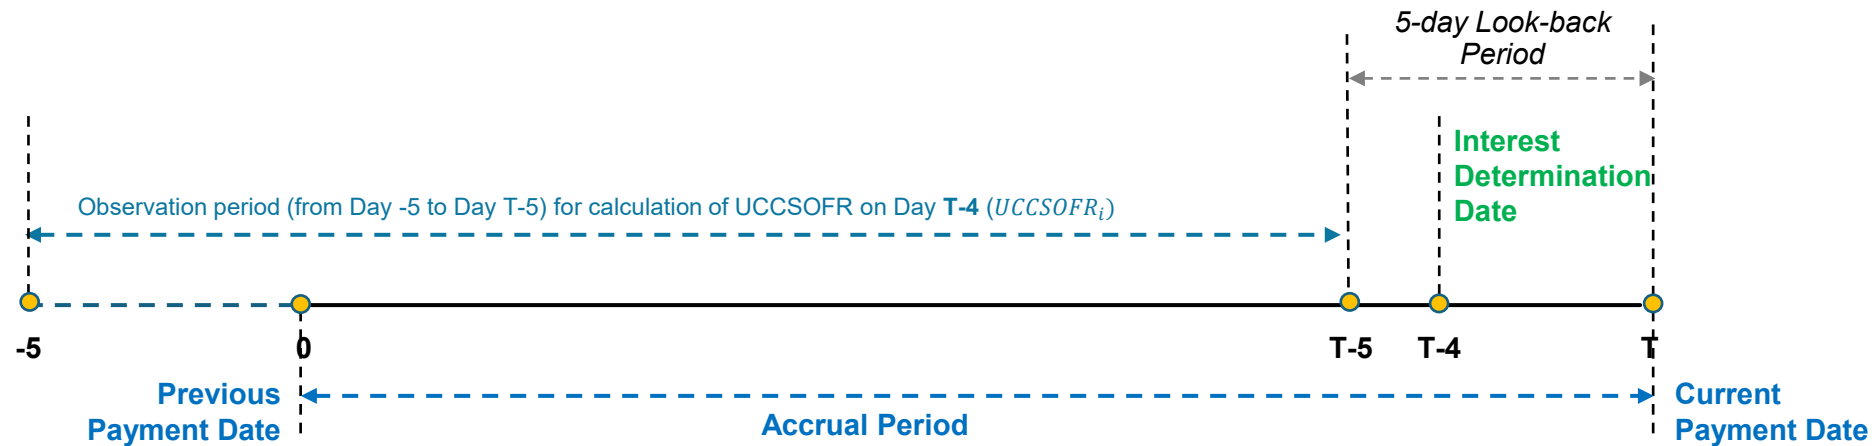 5-day Look-back
Period
Interest
Determination
Date
Observation period (from Day -5 to Day T-5) for calculation of UCCSOFR on Day T-4 (UCCSOFRᵢ)
-5
0
T-5
T-4
T
Previous
Payment Date
Accrual Period
Current
Payment Date